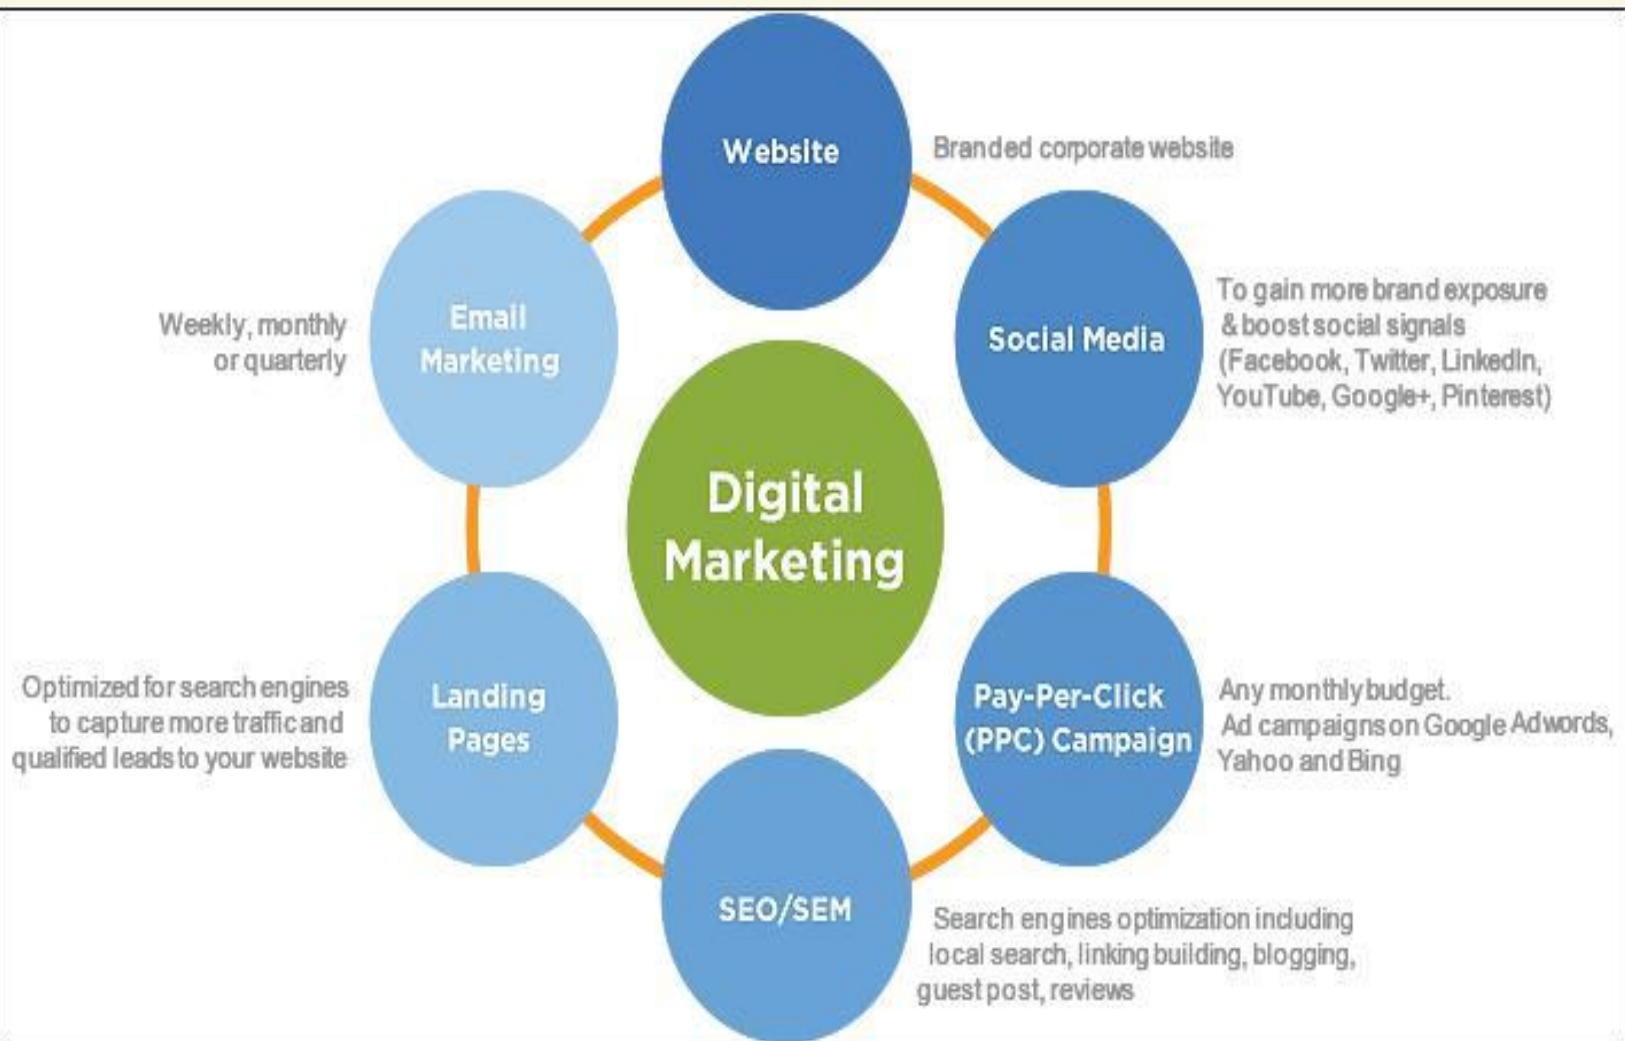 Website
Branded corporate website
Social Media
To gain more brand exposure
& boost social signals
(Facebook, Twitter, LinkedIn,
YouTube, Google+, Pinterest)
Pay-Per-Click
(PPC) Campaign
Any monthly budget.
Ad campaigns on Google Adwords,
Yahoo and Bing
SEO/SEM
Search engines optimization including
local search, linking building, blogging,
guest post, reviews
Landing
Pages
Optimized for search engines
to capture more traffic and
qualified leads to your website
Email
Marketing
Weekly, monthly
or quarterly
Digital
Marketing